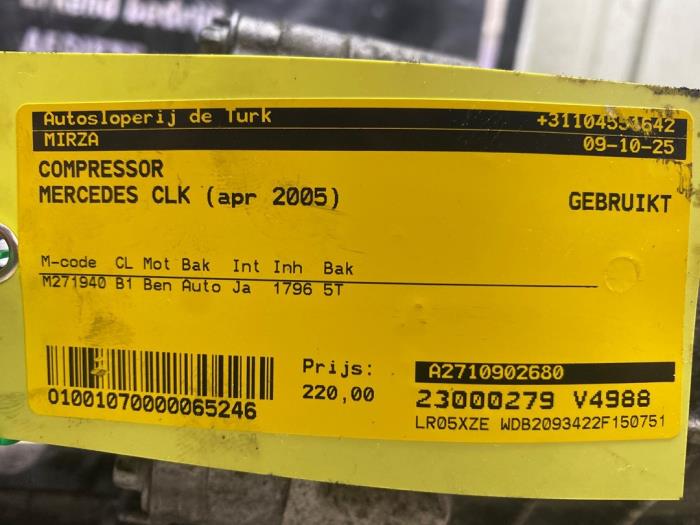 Autosloperij de Turk +31104553642
MIRZA 09-10-25
COMPRESSOR
MERCEDES CLK (apr 2005) GEBRUIKT
M-code CL Mot Bak Int Inh Bak
M271940 B1 Ben Auto Ja 1796 5T
Prijs: A2710902680
220,00 23000279 V4988
01001070000065246
LR05XZE WDB2093422F150751